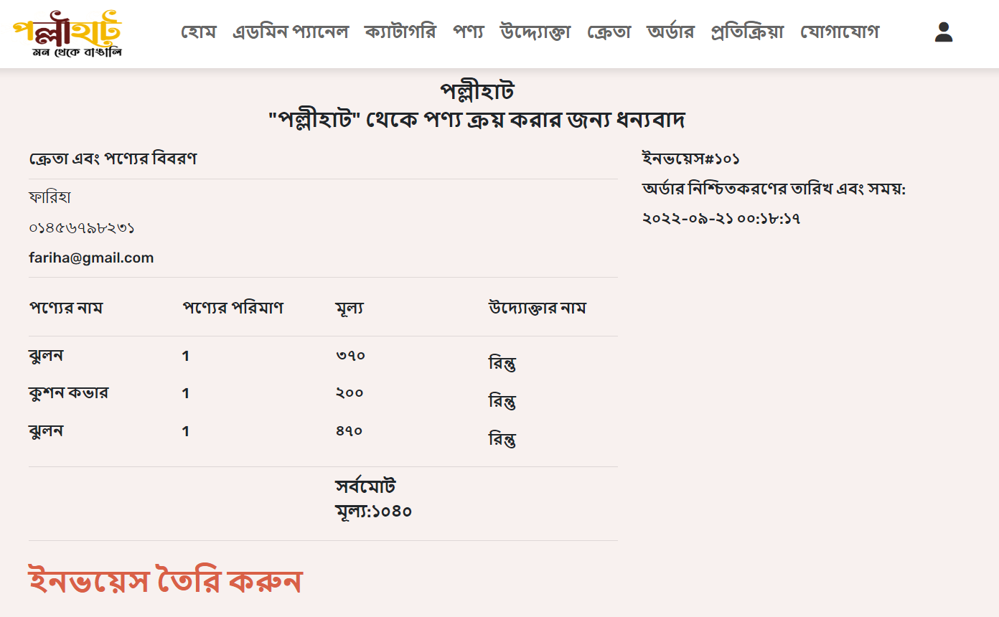 পল্লীহাট
মন থেকে বাঙালি
হোম এডমিন প্যানেল ক্যাটাগরি পণ্য উদ্দ্যোক্তা ক্রেতা অর্ডার প্রতিক্রিয়া যোগাযোগ
পল্লীহাট
"পল্লীহাট" থেকে পণ্য ক্রয় করার জন্য ধন্যবাদ
ক্রেতা এবং পণ্যের বিবরণ
ফারিহা
০১৪৫৬৭৯৮২৩১
fariha@gmail.com
ইনভয়েস#১০১
অর্ডার নিশ্চিতকরণের তারিখ এবং সময়:
২০২২-০৯-২১ ০০:১৮:১৭
পণ্যের নাম পণ্যের পরিমাণ মূল্য উদ্যোক্তার নাম
ঝুলন 1 ৩৭০ রিন্তু
কুশন কভার 1 ২০০ রিন্তু
ঝুলন 1 ৪৭০ রিন্তু
সর্বমোট
মূল্য:১০৪০
ইনভয়েস তৈরি করুন